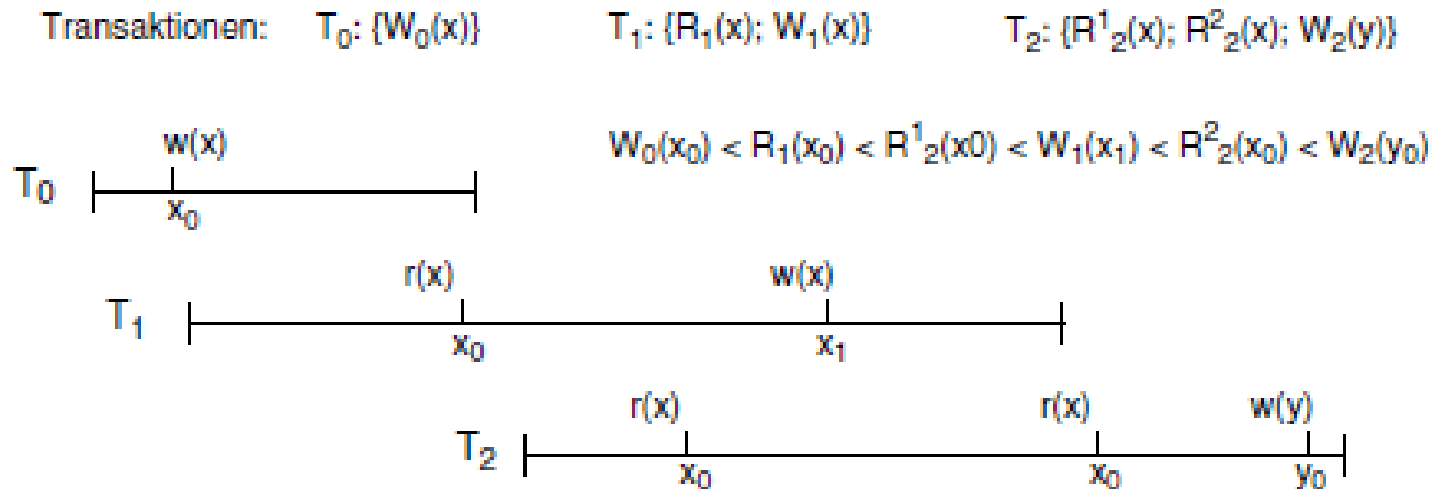 Transaktionen: T₀: {W₀(x)} T₁: {R₁(x); W₁(x)} T₂: {R¹₂(x); R²₂(x); W₂(y)}
W₀(x₀) < R₁(x₀) < R¹₂(x0) < W₁(x₁) < R²₂(x₀) < W₂(y₀)
w(x)
T₀
x₀
r(x) w(x)
T₁
x₀ x₁
r(x) r(x) w(y)
T₂
x₀ x₀ y₀